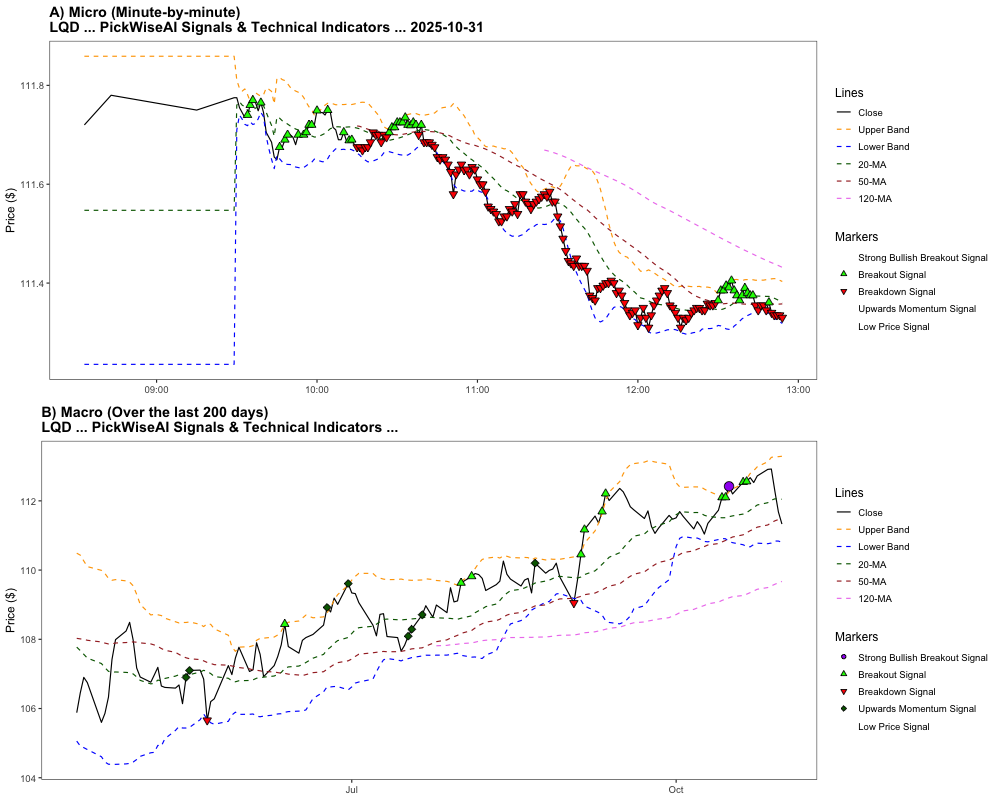 A) Micro (Minute-by-minute)
LQD ... PickWiseAI Signals & Technical Indicators ... 2025-10-31
Price ($)
111.8
111.6
111.4
09:00
10:00
11:00
12:00
13:00
Lines
Close
Upper Band
Lower Band
20-MA
50-MA
120-MA
Markers
Strong Bullish Breakout Signal
Breakout Signal
Breakdown Signal
Upwards Momentum Signal
Low Price Signal
B) Macro (Over the last 200 days)
LQD ... PickWiseAI Signals & Technical Indicators ...
Price ($)
112
110
108
106
104
Jul
Oct
Lines
Close
Upper Band
Lower Band
20-MA
50-MA
120-MA
Markers
Strong Bullish Breakout Signal
Breakout Signal
Breakdown Signal
Upwards Momentum Signal
Low Price Signal